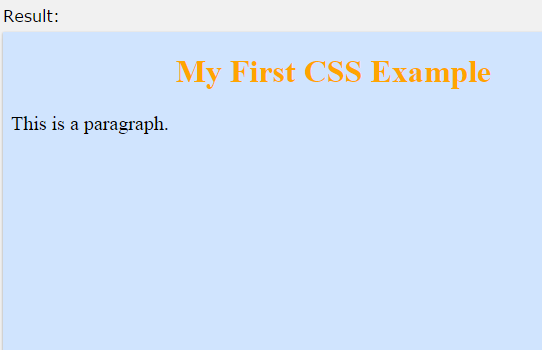 Result:
My First CSS Example
This is a paragraph.